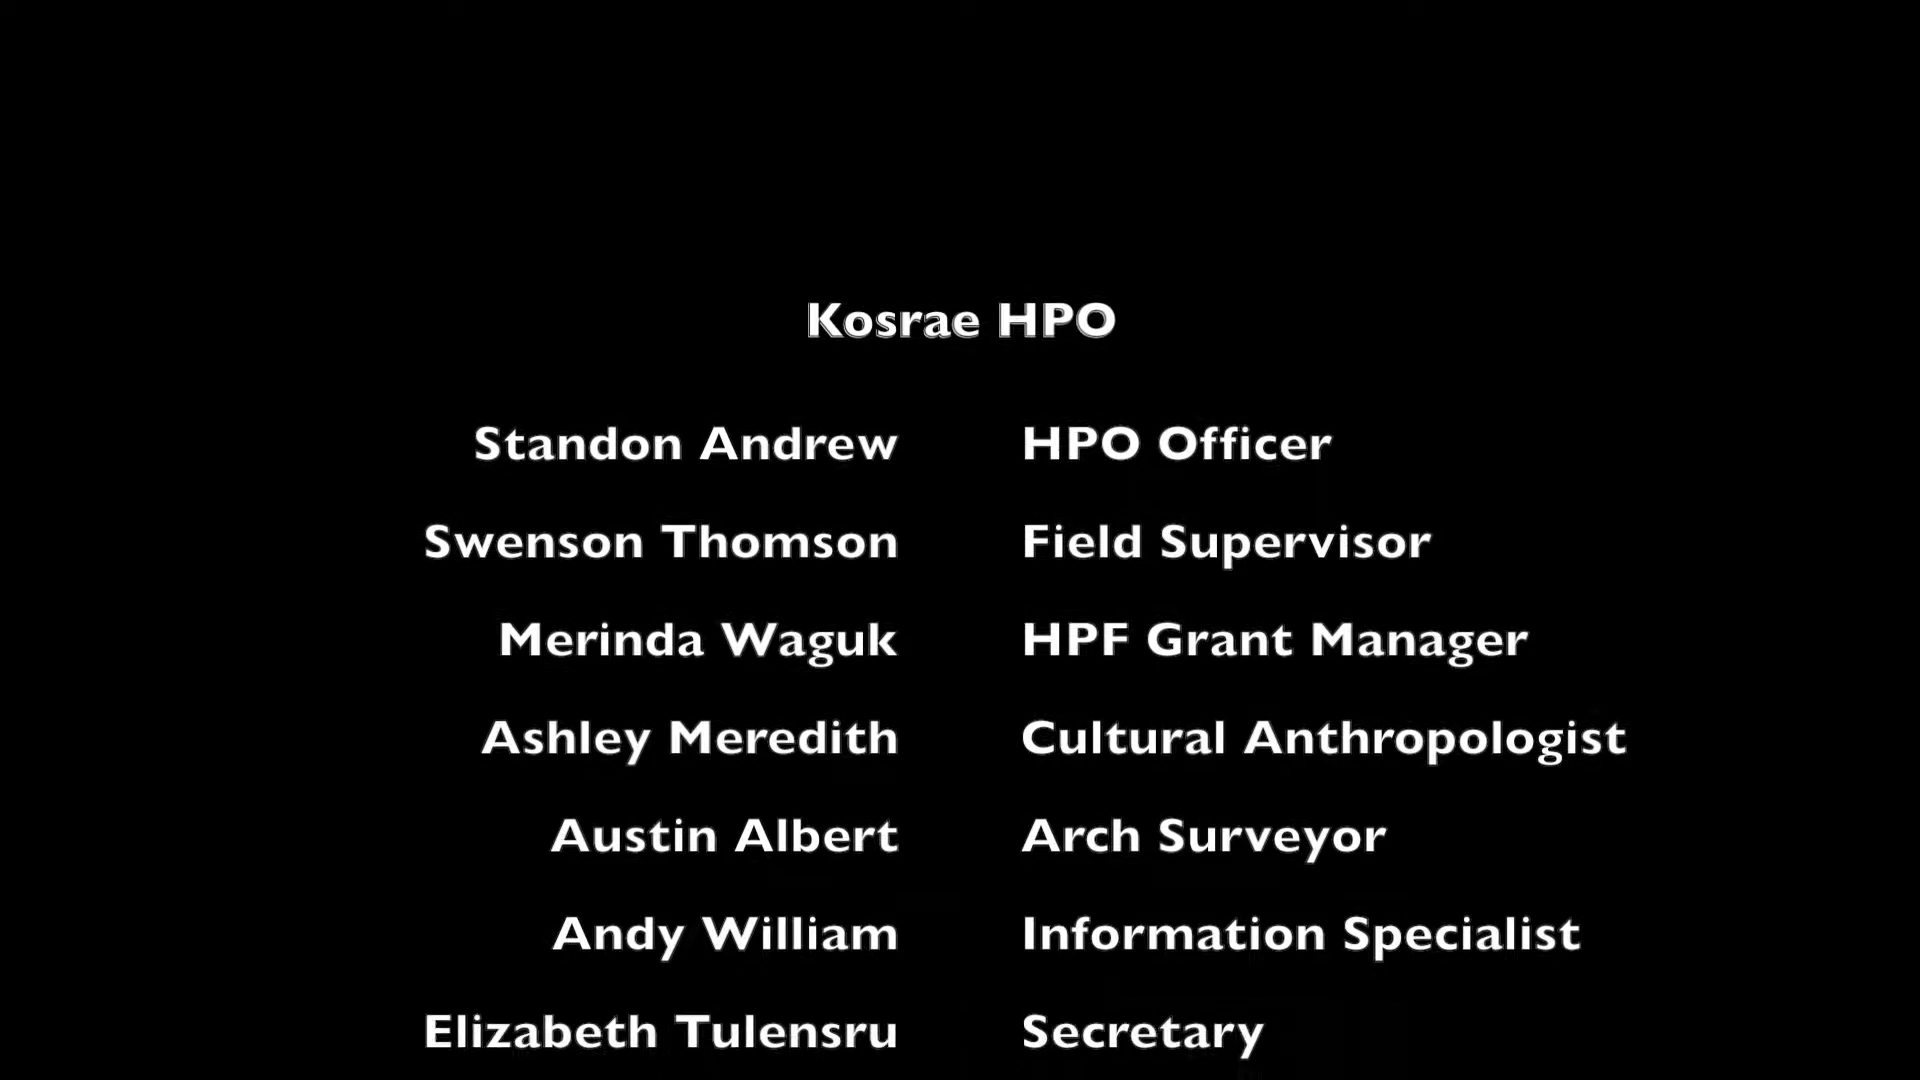 Kosrae HPO
Standon Andrew HPO Officer
Swenson Thomson Field Supervisor
Merinda Waguk HPF Grant Manager
Ashley Meredith Cultural Anthropologist
Austin Albert Arch Surveyor
Andy William Information Specialist
Elizabeth Tulensru Secretary